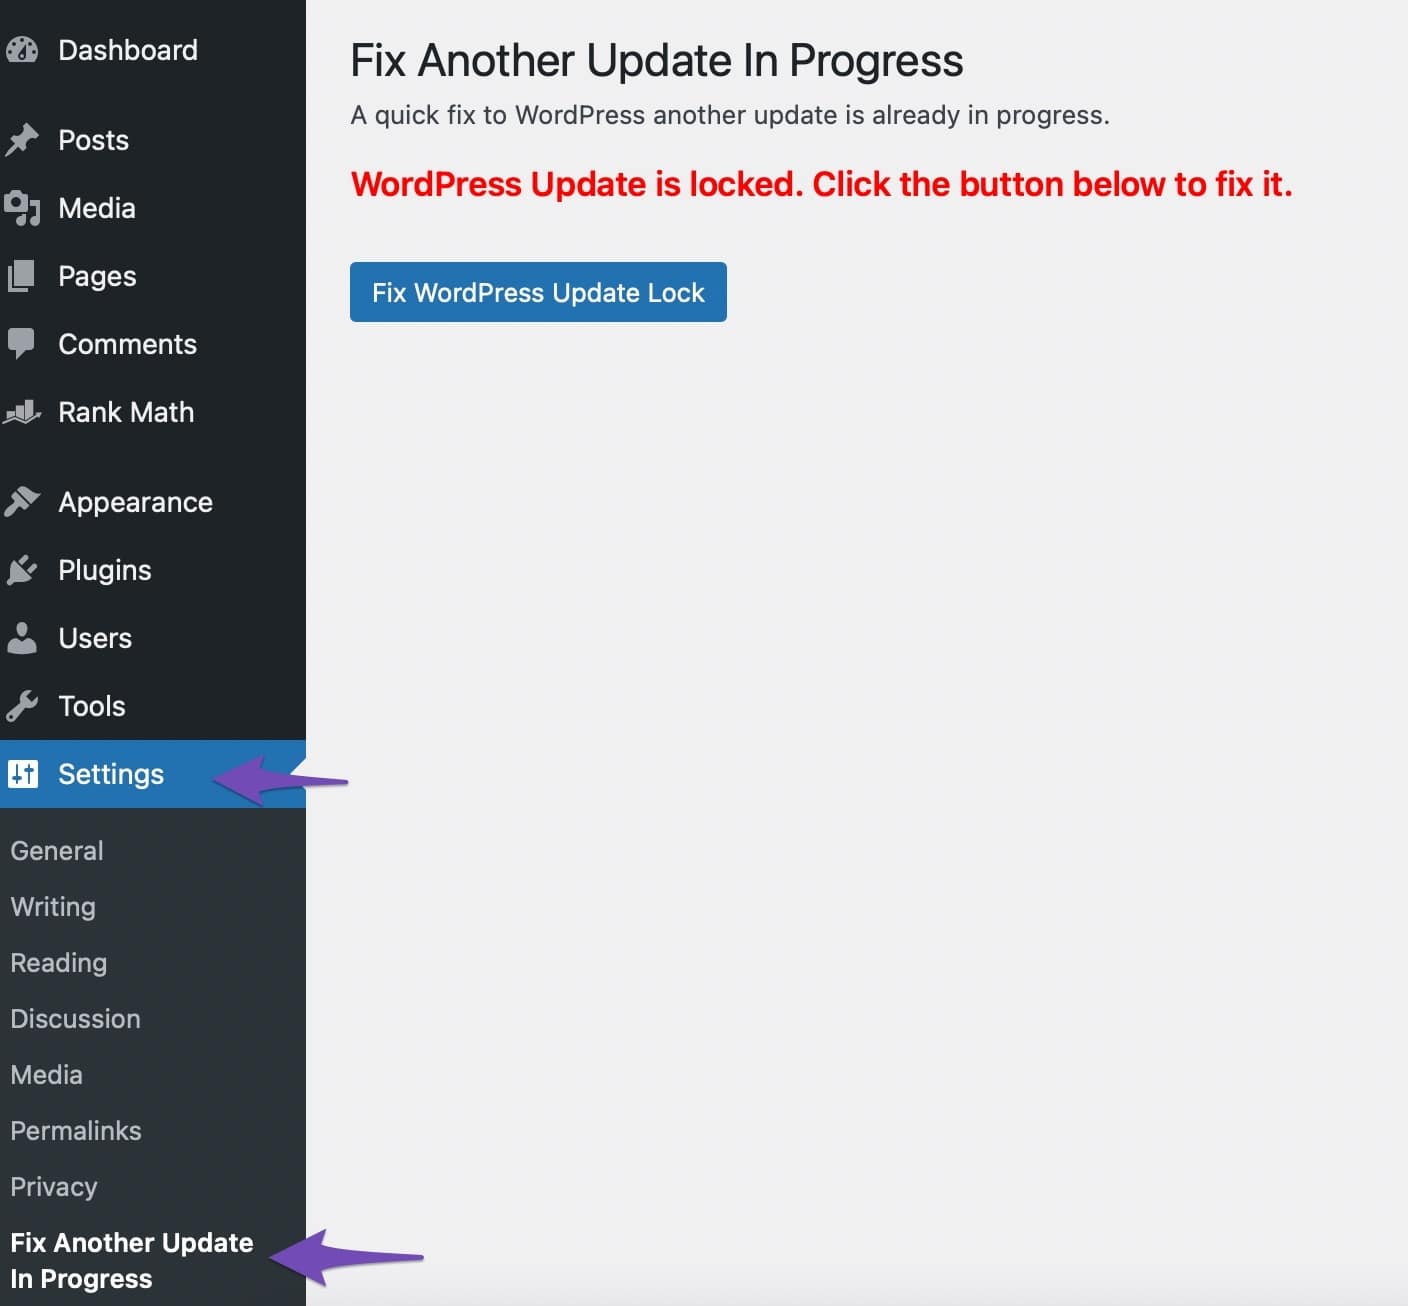 Dashboard
Posts
Media
Pages
Comments
Rank Math
Appearance
Plugins
Users
Tools
Settings
General
Writing
Reading
Discussion
Media
Permalinks
Privacy
Fix Another Update
In Progress
Fix Another Update In Progress
A quick fix to WordPress another update is already in progress.
WordPress Update is locked. Click the button below to fix it.
Fix WordPress Update Lock